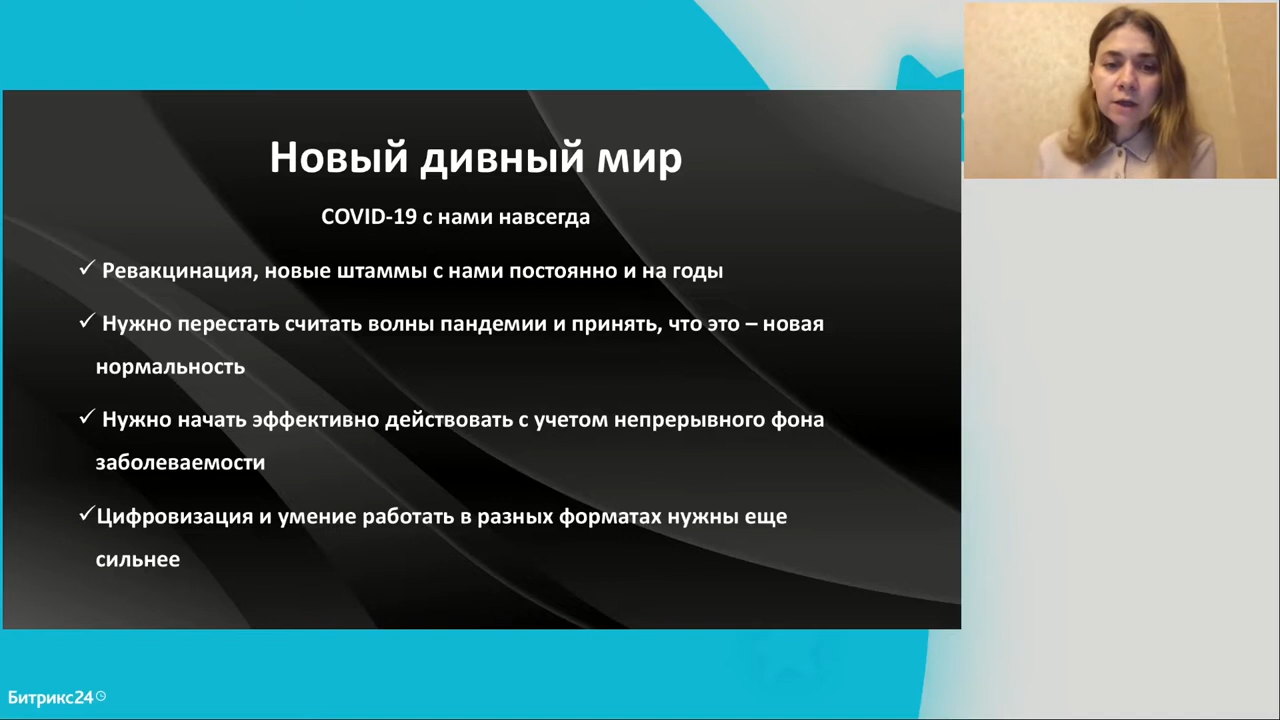 Новый дивный мир
COVID-19 с нами навсегда
✓ Ревакцинация, новые штаммы с нами постоянно и на годы
✓ Нужно перестать считать волны пандемии и принять, что это – новая
нормальность
✓ Нужно начать эффективно действовать с учетом непрерывного фона
заболеваемости
✓Цифровизация и умение работать в разных форматах нужны еще
сильнее
Битрикс24